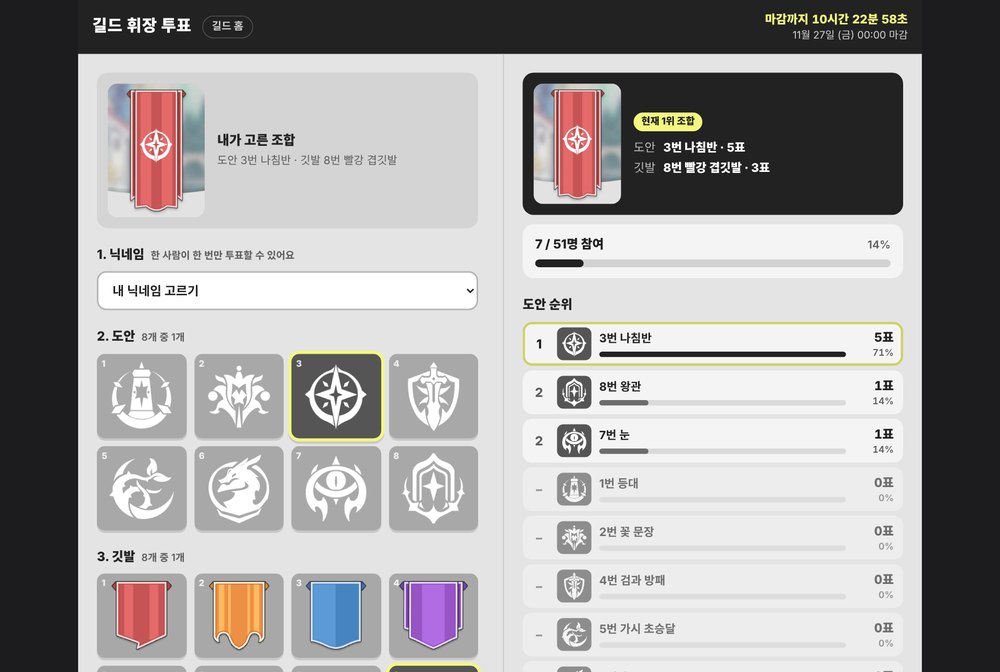 길드 휘장 투표
길드 홈
마감까지 10시간 22분 58초
11월 27일 (금) 00:00 마감
내가 고른 조합
도안 3번 나침반 · 깃발 8번 빨강 겹깃발
1. 닉네임 한 사람이 한 번만 투표할 수 있어요
내 닉네임 고르기
2. 도안 8개 중 1개
1
2
3
4
5
6
7
8
3. 깃발 8개 중 1개
1
2
3
4
현재 1위 조합
도안 3번 나침반 · 5표
깃발 8번 빨강 겹깃발 · 3표
7 / 51명 참여 14%
도안 순위
1 3번 나침반 5표
71%
2 8번 왕관 1표
14%
2 7번 눈 1표
14%
– 1번 등대 0표
0%
– 2번 꽃 문장 0표
0%
– 4번 검과 방패 0표
0%
– 5번 가시 초승달 0표
0%